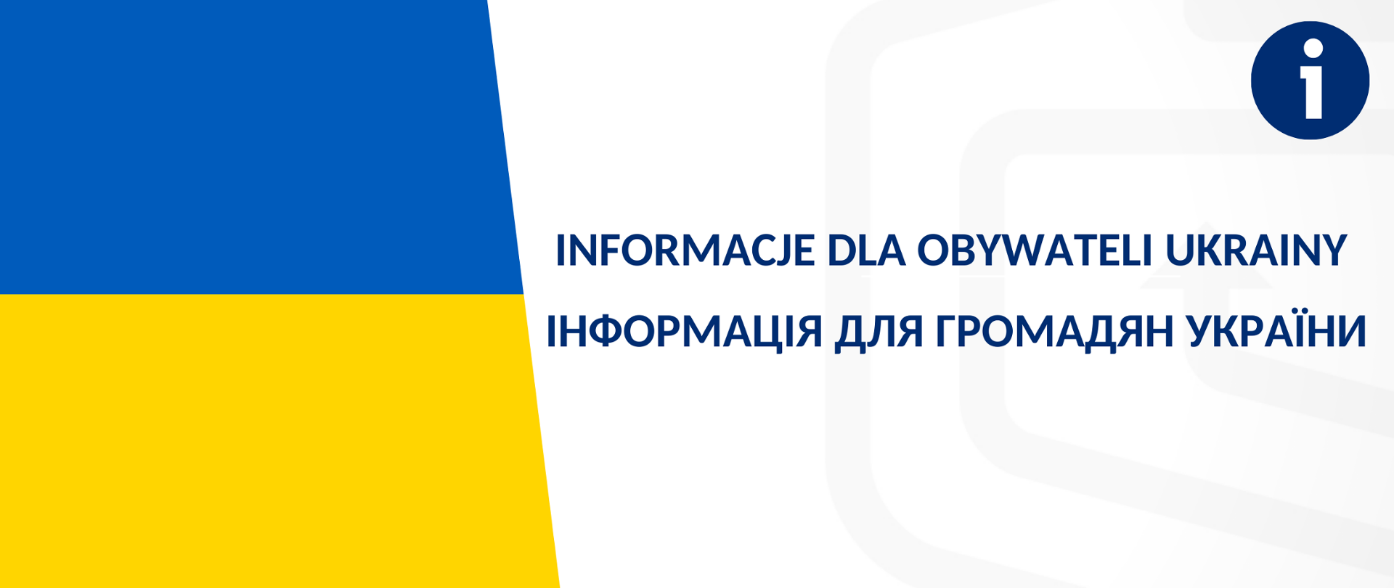 i
INFORMACJE DLA OBYWATELI UKRAINY
ІНФОРМАЦІЯ ДЛЯ ГРОМАДЯН УКРАЇНИ